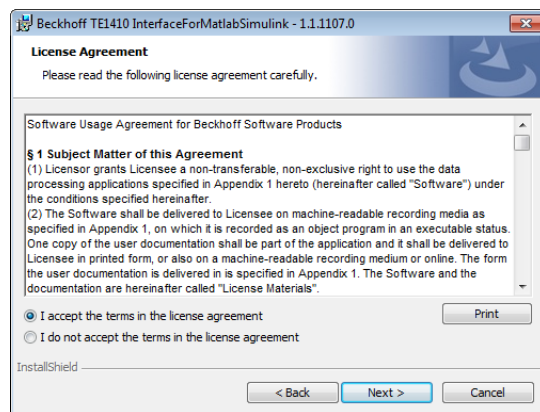 Beckhoff TE1410 InterfaceForMatlabSimulink - 1.1.1107.0
License Agreement
Please read the following license agreement carefully.
Software Usage Agreement for Beckhoff Software Products
§ 1 Subject Matter of this Agreement
(1) Licensor grants Licensee a non-transferable, non-exclusive right to use the data
processing applications specified in Appendix 1 hereto (hereinafter called "Software") under
the conditions specified hereinafter.
(2) The Software shall be delivered to Licensee on machine-readable recording media as
specified in Appendix 1, on which it is recorded as an object program in an executable status.
One copy of the user documentation shall be part of the application and it shall be delivered to
Licensee in printed form, or also on a machine-readable recording medium or online. The form
the user documentation is delivered in is specified in Appendix 1. The Software and the
documentation are hereinafter called "License Materials".
I accept the terms in the license agreement
Print
I do not accept the terms in the license agreement
InstallShield
< Back
Next >
Cancel